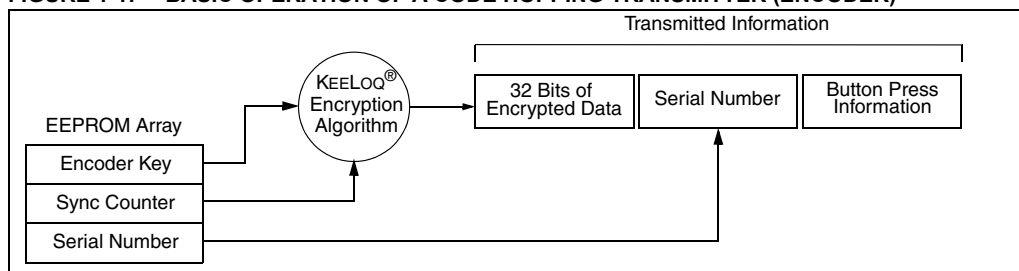 Transmitted Information
KEELOQ®
Encryption
Algorithm
32 Bits of
Encrypted Data
Serial Number
Button Press
Information
EEPROM Array
Encoder Key
Sync Counter
Serial Number